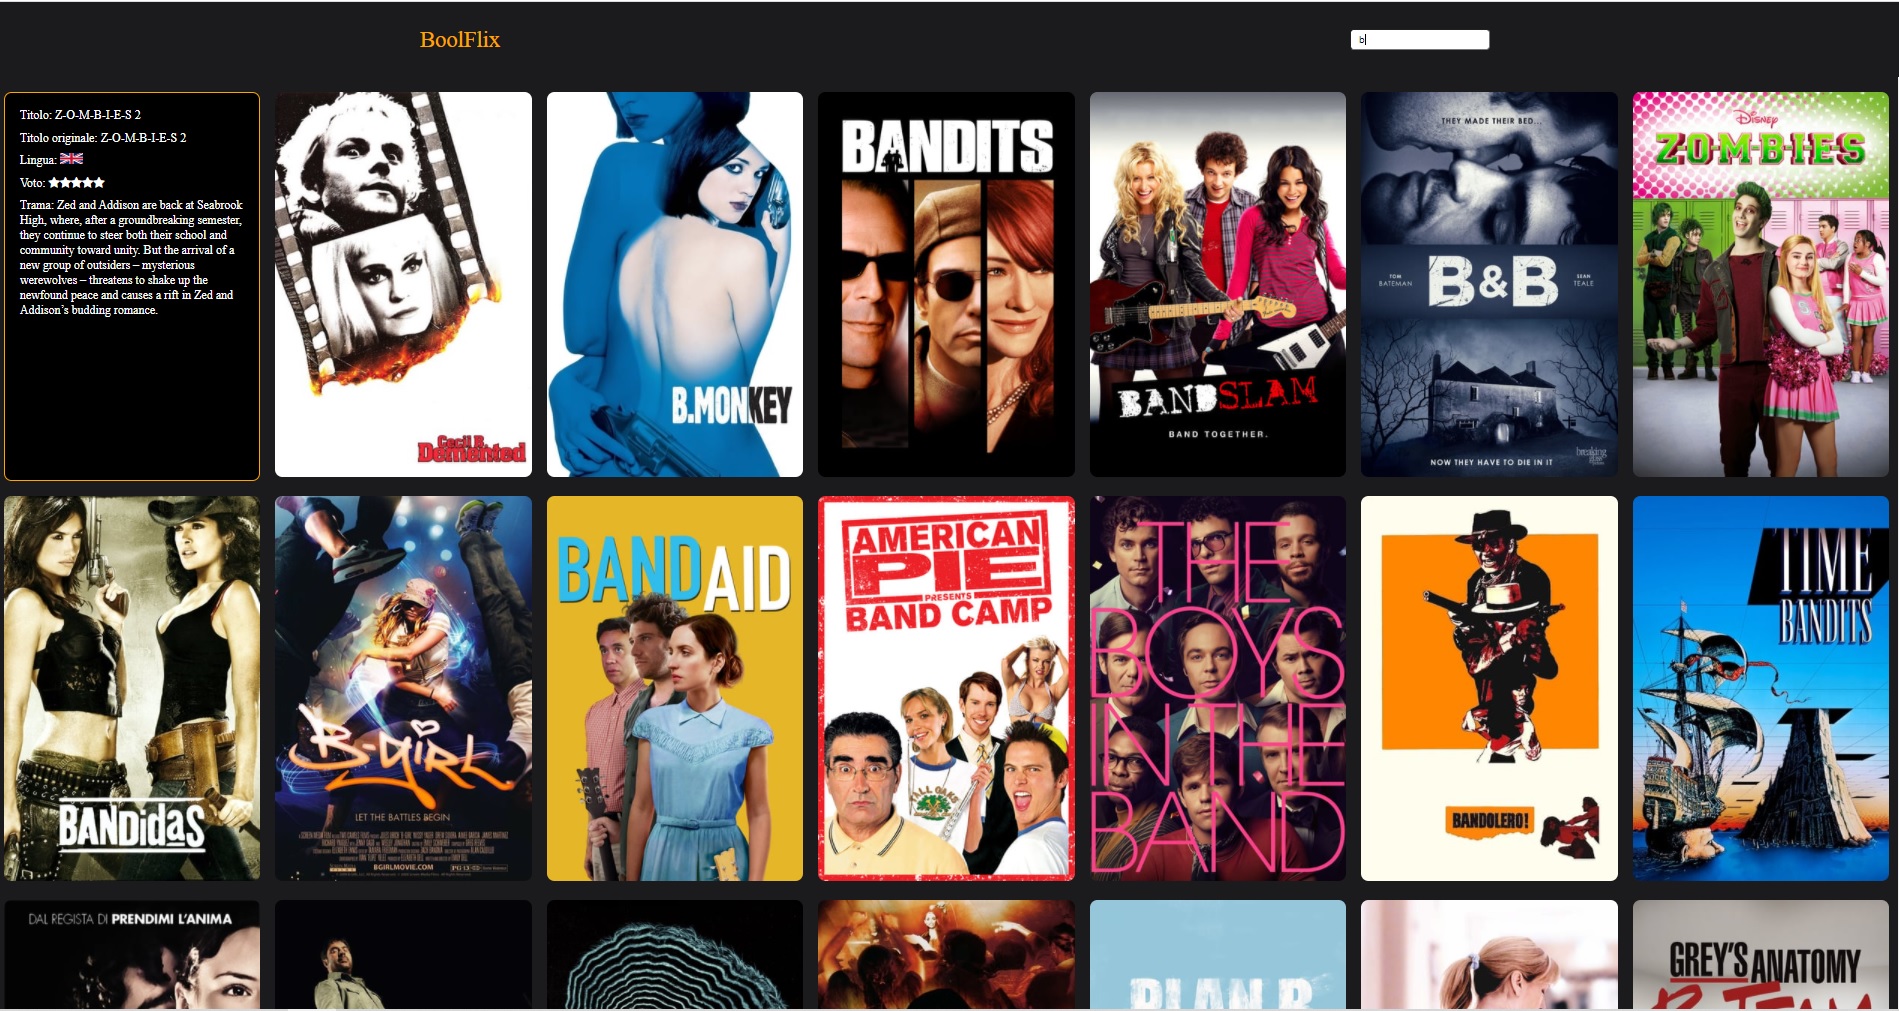 BoolFlix
b
Titolo: Z-O-M-B-I-E-S 2
Titolo originale: Z-O-M-B-I-E-S 2
Lingua:
Voto:
Trama: Zed and Addison are back at Seabrook
High, where, after a groundbreaking semester,
they continue to steer both their school and
community toward unity. But the arrival of a
new group of outsiders – mysterious
werewolves – threatens to shake up the
newfound peace and causes a rift in Zed and
Addison’s budding romance.
Cecil B.
Demented
B.MONKEY
BANDITS
BANDSLAM
BAND TOGETHER.
THEY MADE THEIR BED...
TOM
BATEMAN
B&B
SEAN
TEALE
NOW THEY HAVE TO DIE IN IT
breaking
Disney
Z-O-M-B-I-E-S
BANDidaS
B-GiRL
LET THE BATTLES BEGIN
BGIRLMOVIE.COM
PG 13
BAND AID
AMERICAN
PIE
PRESENTS
BAND CAMP
THE
BOYS
IN THE
BAND
BANDOLERO!
TIME
BANDITS
DAL REGISTA DI PRENDIMI L'ANIMA
PLAN B
GREY'S ANATOMY
B-TEAM